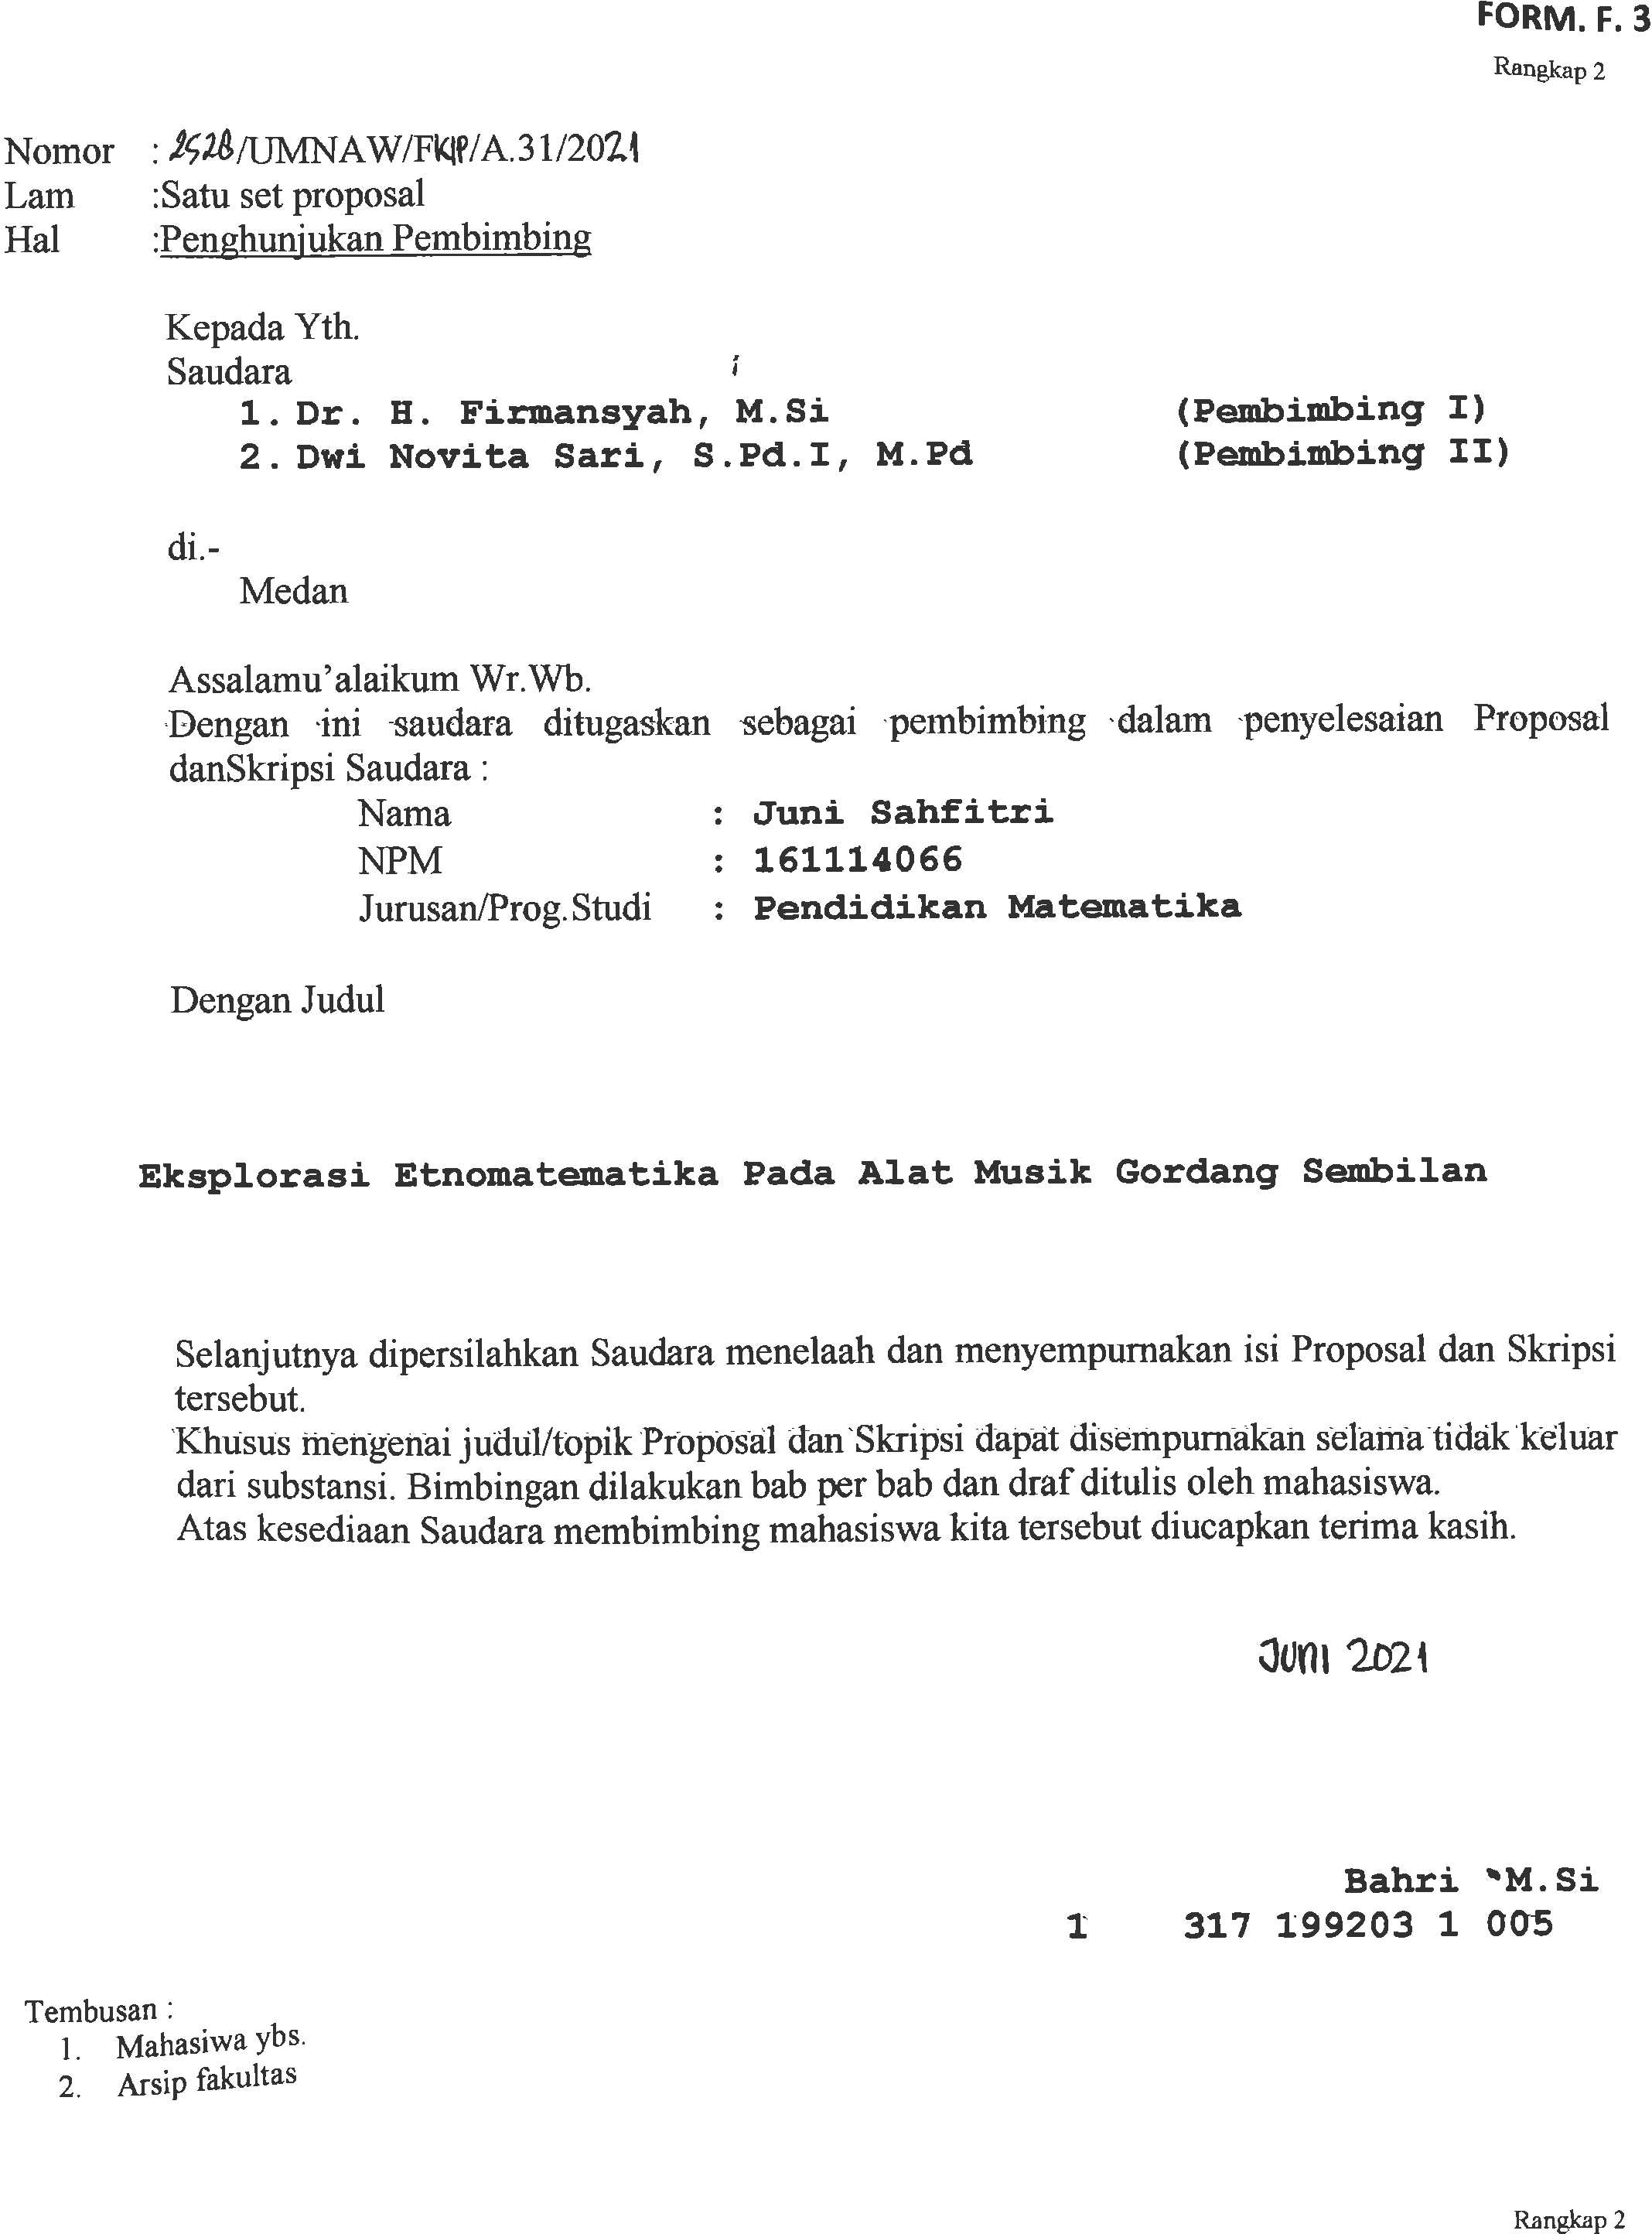 FORM. F. 3
Rangkap 2
Nomor : 2528/UMNAW/FKIP/A.31/2021
Lam :Satu set proposal
Hal :Penghunjukan Pembimbing
Kepada Yth.
Saudara
1. Dr. H. Firmansyah, M.Si (Pembimbing I)
2. Dwi Novita Sari, S.Pd.I, M.Pd (Pembimbing II)
di.-
Medan
Assalamu’alaikum Wr.Wb.
Dengan ini saudara ditugaskan sebagai pembimbing dalam penyelesaian Proposal
danSkripsi Saudara :
Nama : Juni Sahfitri
NPM : 161114066
Jurusan/Prog.Studi : Pendidikan Matematika
Dengan Judul
Eksplorasi Etnomatematika Pada Alat Musik Gordang Sembilan
Selanjutnya dipersilahkan Saudara menelaah dan menyempurnakan isi Proposal dan Skripsi
tersebut.
Khusus mengenai judul/topik Proposal dan Skripsi dapat disempurnakan selama tidak keluar
dari substansi. Bimbingan dilakukan bab per bab dan draf ditulis oleh mahasiswa.
Atas kesediaan Saudara membimbing mahasiswa kita tersebut diucapkan terima kasih.
Juni 2021
Bahri M.Si
1 317 199203 1 005
Tembusan :
1. Mahasiwa ybs.
2. Arsip fakultas
Rangkap 2